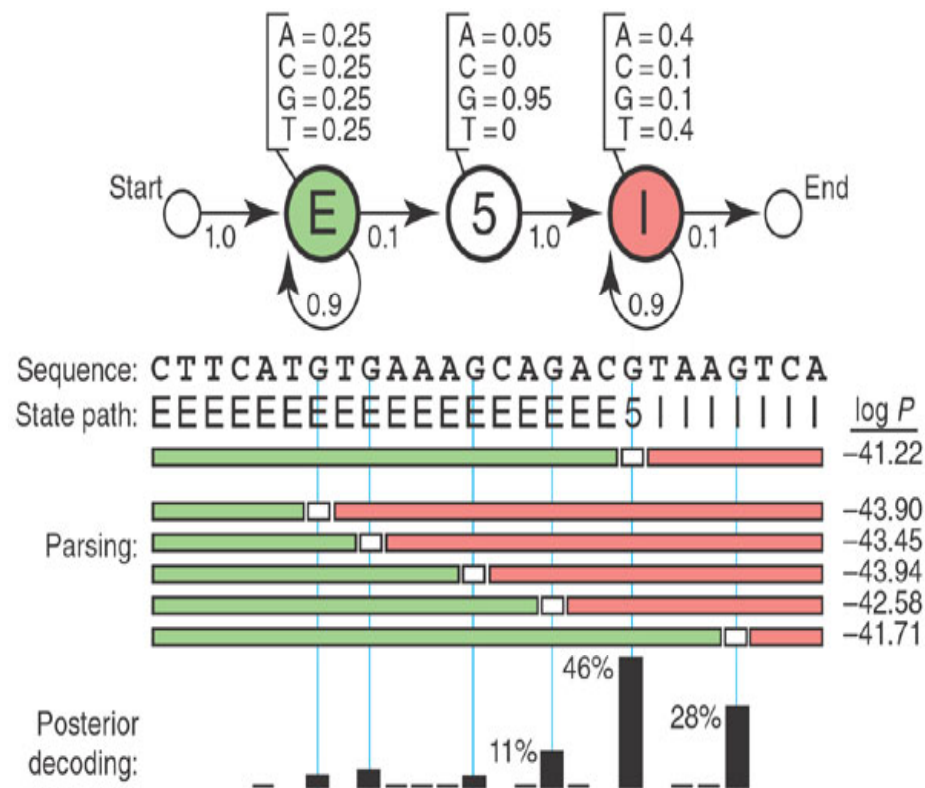 A = 0.25 A = 0.05 A = 0.4
C = 0.25 C = 0 C = 0.1
G = 0.25 G = 0.95 G = 0.1
T = 0.25 T = 0 T = 0.4
Start E 5 I End
1.0 0.1 1.0 0.1
0.9 0.9
Sequence: C T T C A T G T G A A A G C A G A C G T A A G T C A
State path: E E E E E E E E E E E E E E E E E E 5 I I I I I I I log P
−41.22
−43.90
Parsing: −43.45
−43.94
−42.58
−41.71
46%
Posterior 28%
decoding: 11%